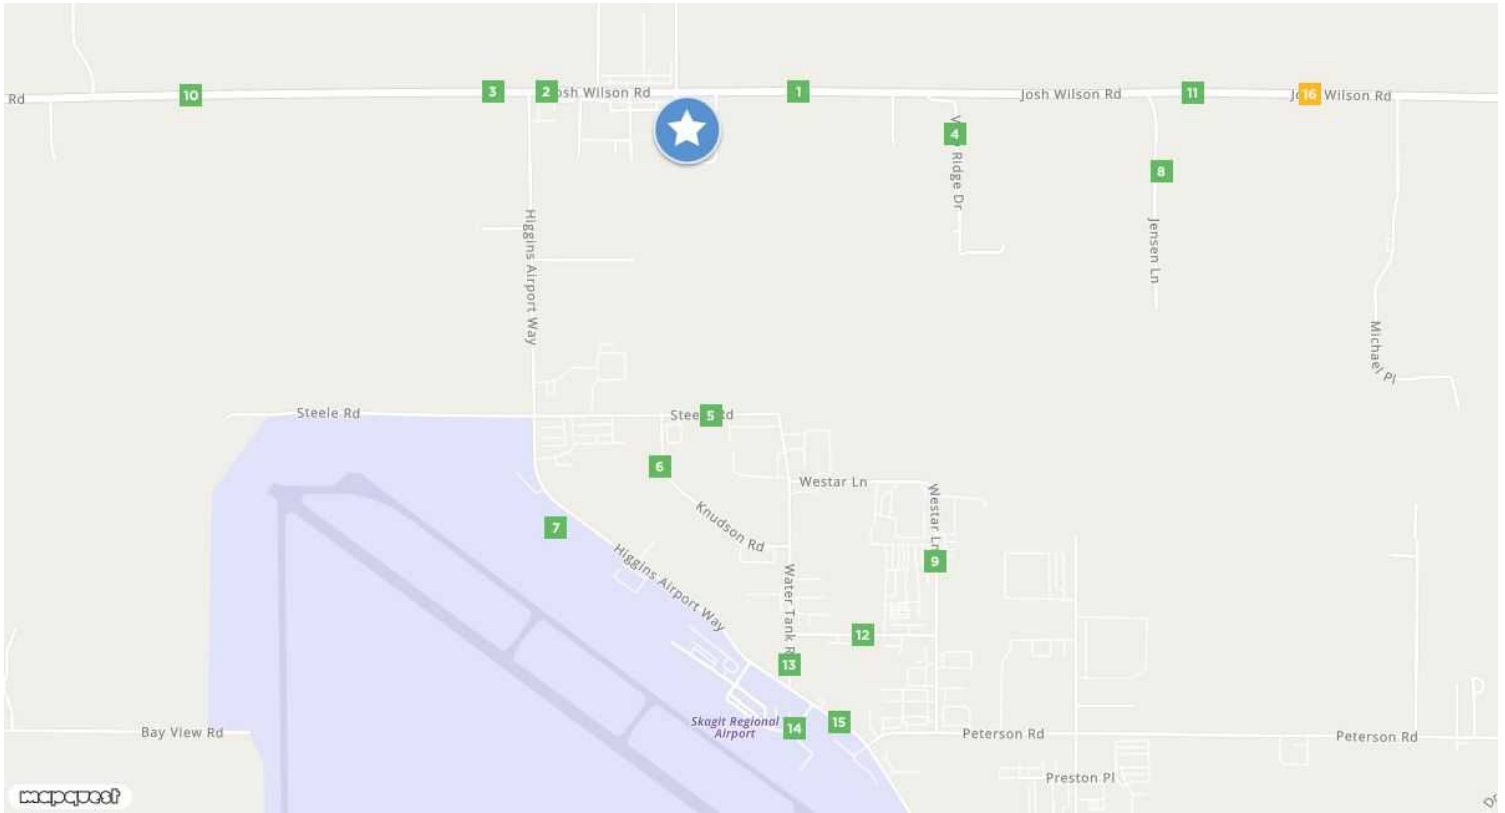 Rd
10
3
2
osh Wilson Rd
1
Josh Wilson Rd
11
16
Wilson Rd
4
Ridge Dr
8
Higgins Airport Way
Jensen Ln
Michael Pl
Steele Rd
5
6
Westar Ln
Westar Ln
Knudson Rd
7
Higgins Airport Way
9
Water Tank R
12
13
Skagit Regional
Airport
14
15
Bay View Rd
Peterson Rd
Peterson Rd
Preston Pl
mapquest